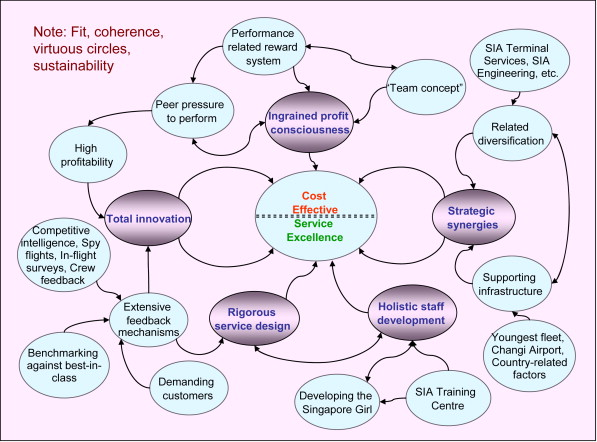 Note: Fit, coherence,
virtuous circles,
sustainability
Performance
related reward
system
SIA Terminal
Services, SIA
Engineering, etc.
Peer pressure
to perform
"Team concept"
Ingrained profit
consciousness
Related
diversification
High
profitability
Total innovation
Cost
Effective
Service
Excellence
Strategic
synergies
Competitive
intelligence, Spy
flights, In-flight
surveys, Crew
feedback
Extensive
feedback
mechanisms
Rigorous
service design
Holistic staff
development
Supporting
infrastructure
Benchmarking
against best-in-
class
Demanding
customers
Developing the
Singapore Girl
SIA Training
Centre
Youngest fleet,
Changi Airport,
Country-related
factors